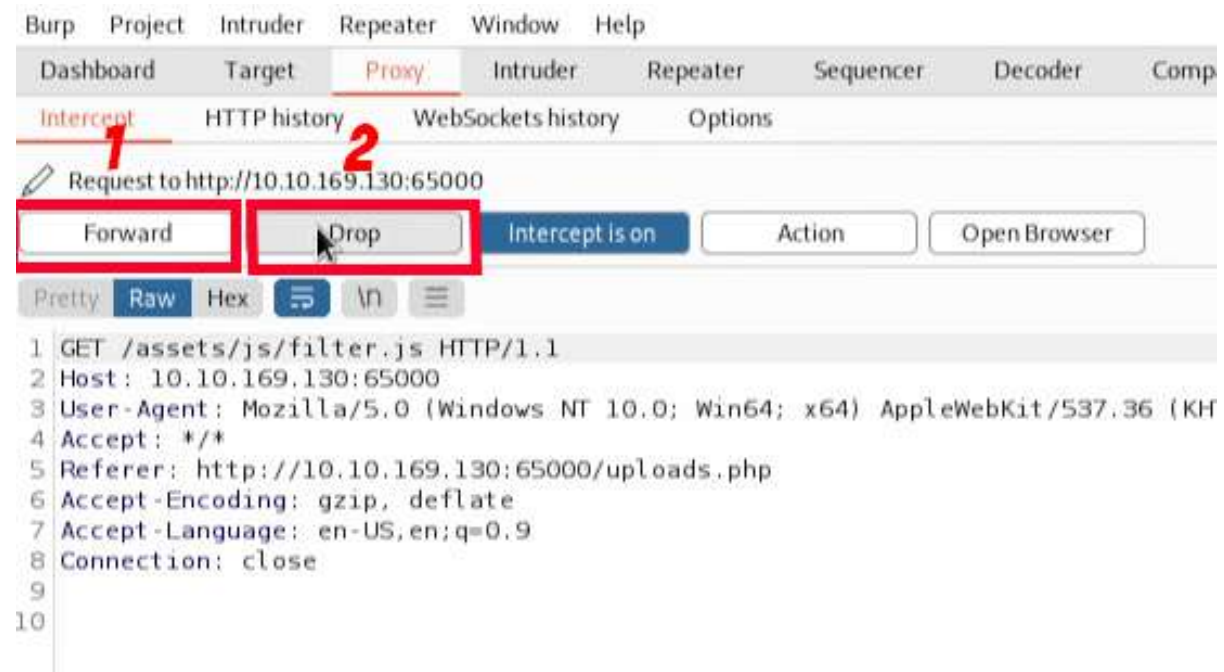 Burp Project Intruder Repeater Window Help
Dashboard Target Proxy Intruder Repeater Sequencer Decoder Comp
Intercept HTTP history WebSockets history Options
1 2
Request to http://10.10.169.130:65000
Forward Drop Intercept is on Action Open Browser
Pretty Raw Hex \n
1 GET /assets/js/filter.js HTTP/1.1
2 Host: 10.10.169.130:65000
3 User-Agent: Mozilla/5.0 (Windows NT 10.0; Win64; x64) AppleWebKit/537.36 (KH
4 Accept: */*
5 Referer: http://10.10.169.130:65000/uploads.php
6 Accept-Encoding: gzip, deflate
7 Accept-Language: en-US,en;q=0.9
8 Connection: close
9
10